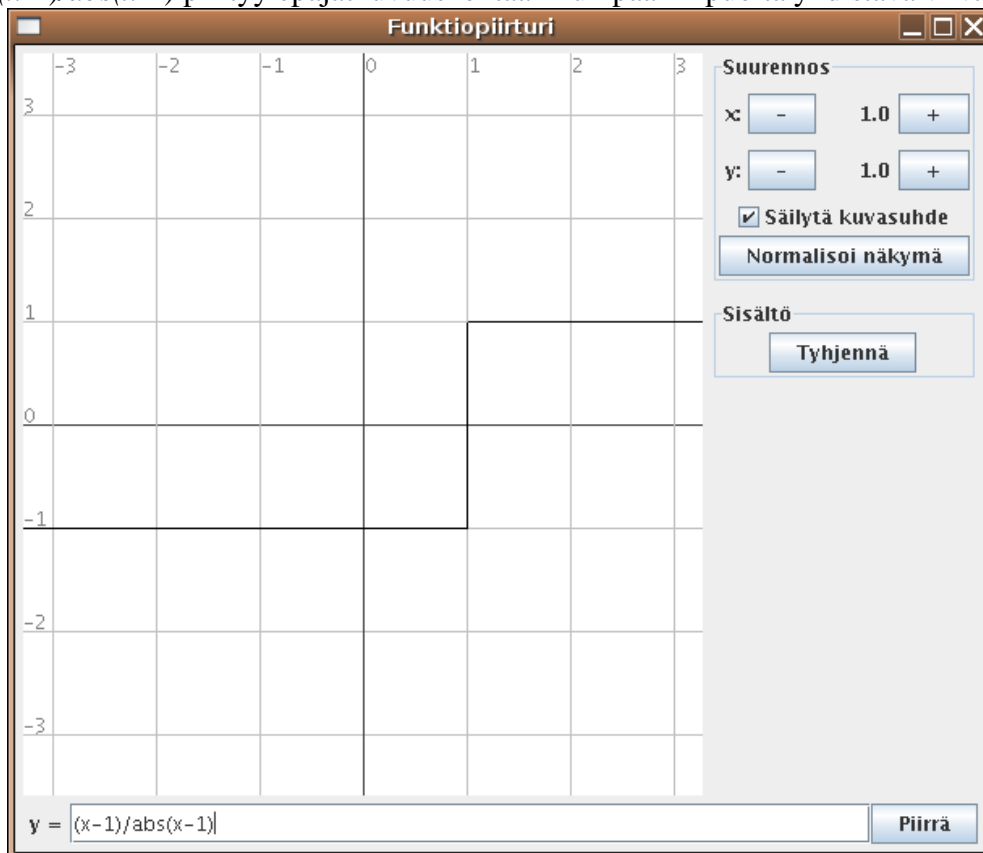 Funktiopiirturi
-3 -2 -1 0 1 2 3
3
2
1
0
-1
-2
-3
Suurennos
x: - 1.0 +
y: - 1.0 +
Säilytä kuvasuhde
Normalisoi näkymä
Sisältö
Tyhjennä
y = (x-1)/abs(x-1) Piirrä